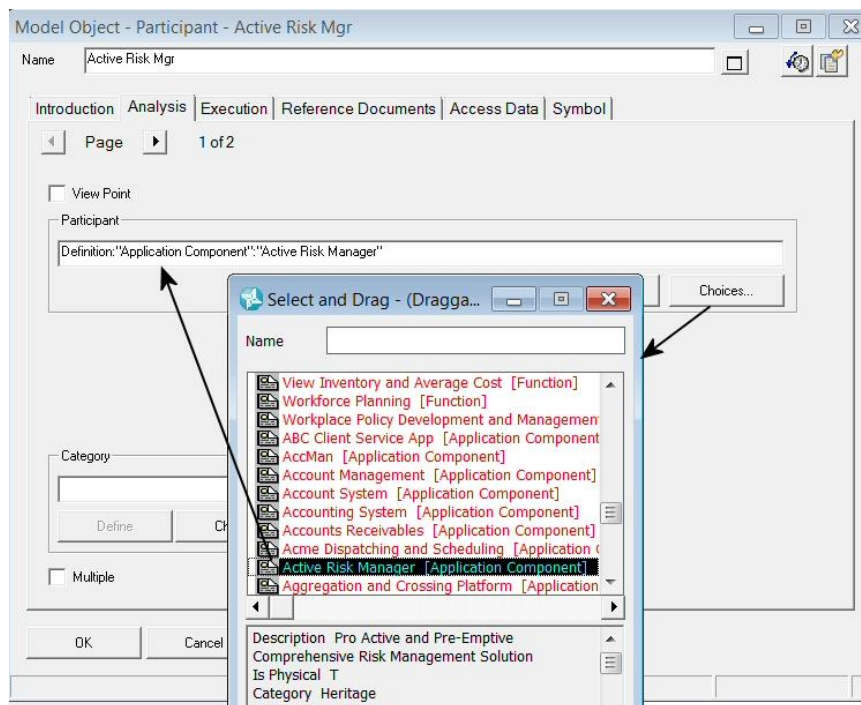 Model Object - Participant - Active Risk Mgr
Name Active Risk Mgr
Introduction Analysis Execution Reference Documents Access Data Symbol
Page 1 of 2
View Point
Participant
Definition:"Application Component":"Active Risk Manager"
Choices...
Select and Drag - (Dragga...
Name
View Inventory and Average Cost [Function]
Workforce Planning [Function]
Workplace Policy Development and Managemen
ABC Client Service App [Application Component
AccMan [Application Component]
Account Management [Application Component]
Account System [Application Component]
Accounting System [Application Component]
Accounts Receivables [Application Component]
Acme Dispatching and Scheduling [Application
Active Risk Manager [Application Component]
Aggregation and Crossing Platform [Application
Category
Define Ch
Multiple
OK Cancel
Description Pro Active and Pre-Emptive
Comprehensive Risk Management Solution
Is Physical T
Category Heritage